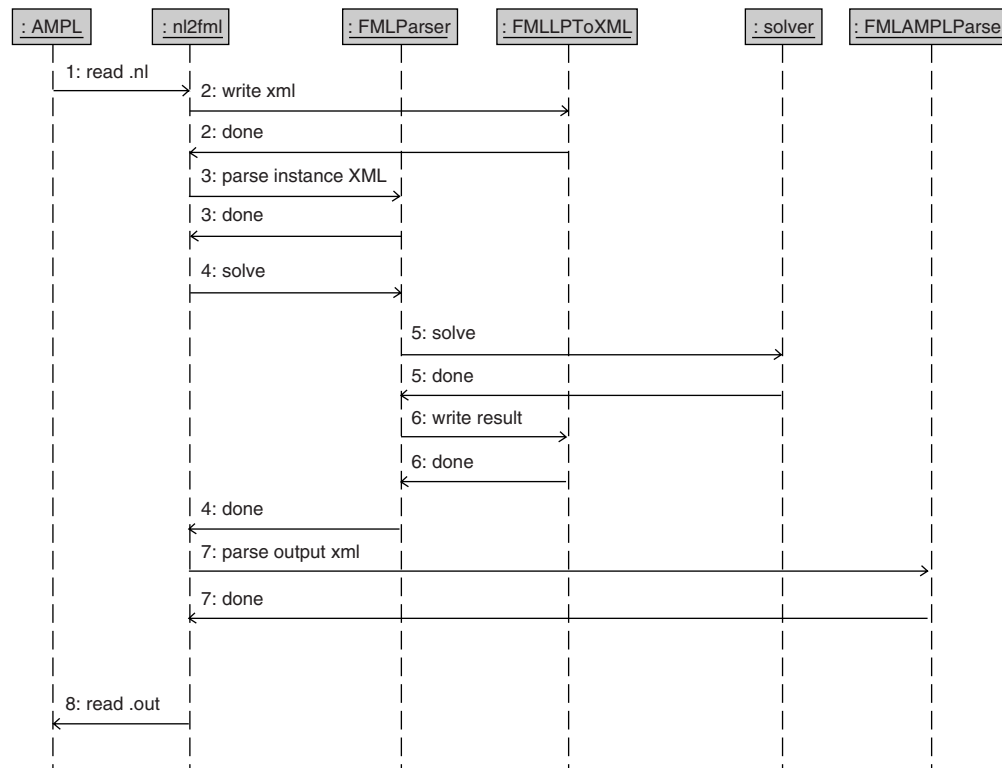 : AMPL
: nl2fml
: FMLParser
: FMLLPToXML
: solver
: FMLAMPLParse
1: read .nl
2: write xml
2: done
3: parse instance XML
3: done
4: solve
5: solve
5: done
6: write result
6: done
4: done
7: parse output xml
7: done
8: read .out